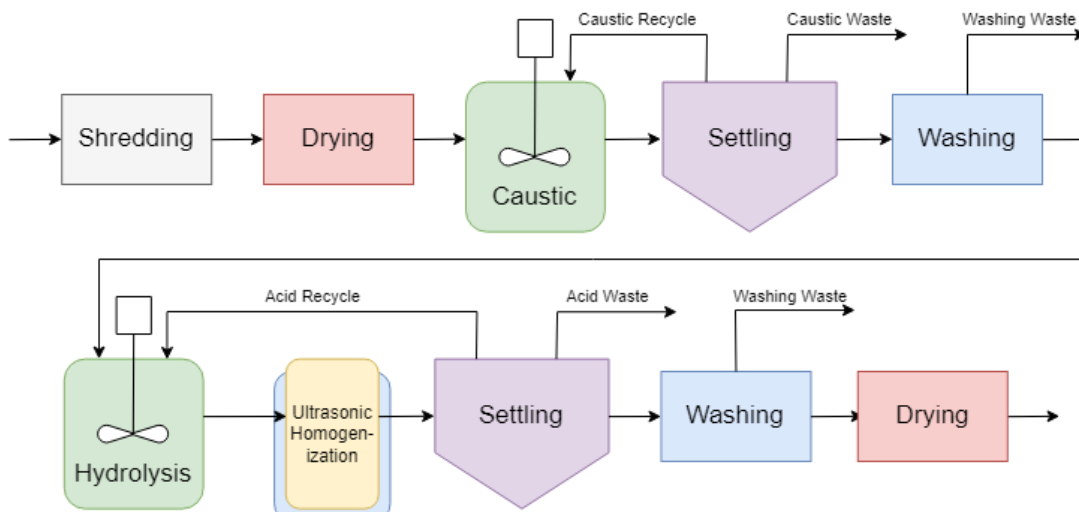 Caustic Recycle
Caustic Waste
Washing Waste
Shredding
Drying
Caustic
Settling
Washing
Acid Recycle
Acid Waste
Washing Waste
Hydrolysis
Ultrasonic
Homogen-
ization
Settling
Washing
Drying